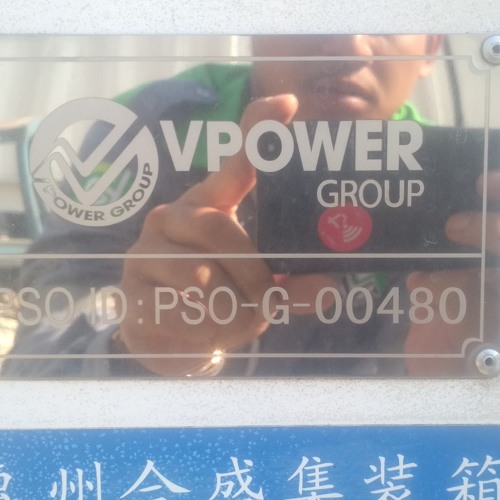 VPOWER
GROUP
VPOWER GROUP
PSO ID: PSO-G-00480
州合成集装箱